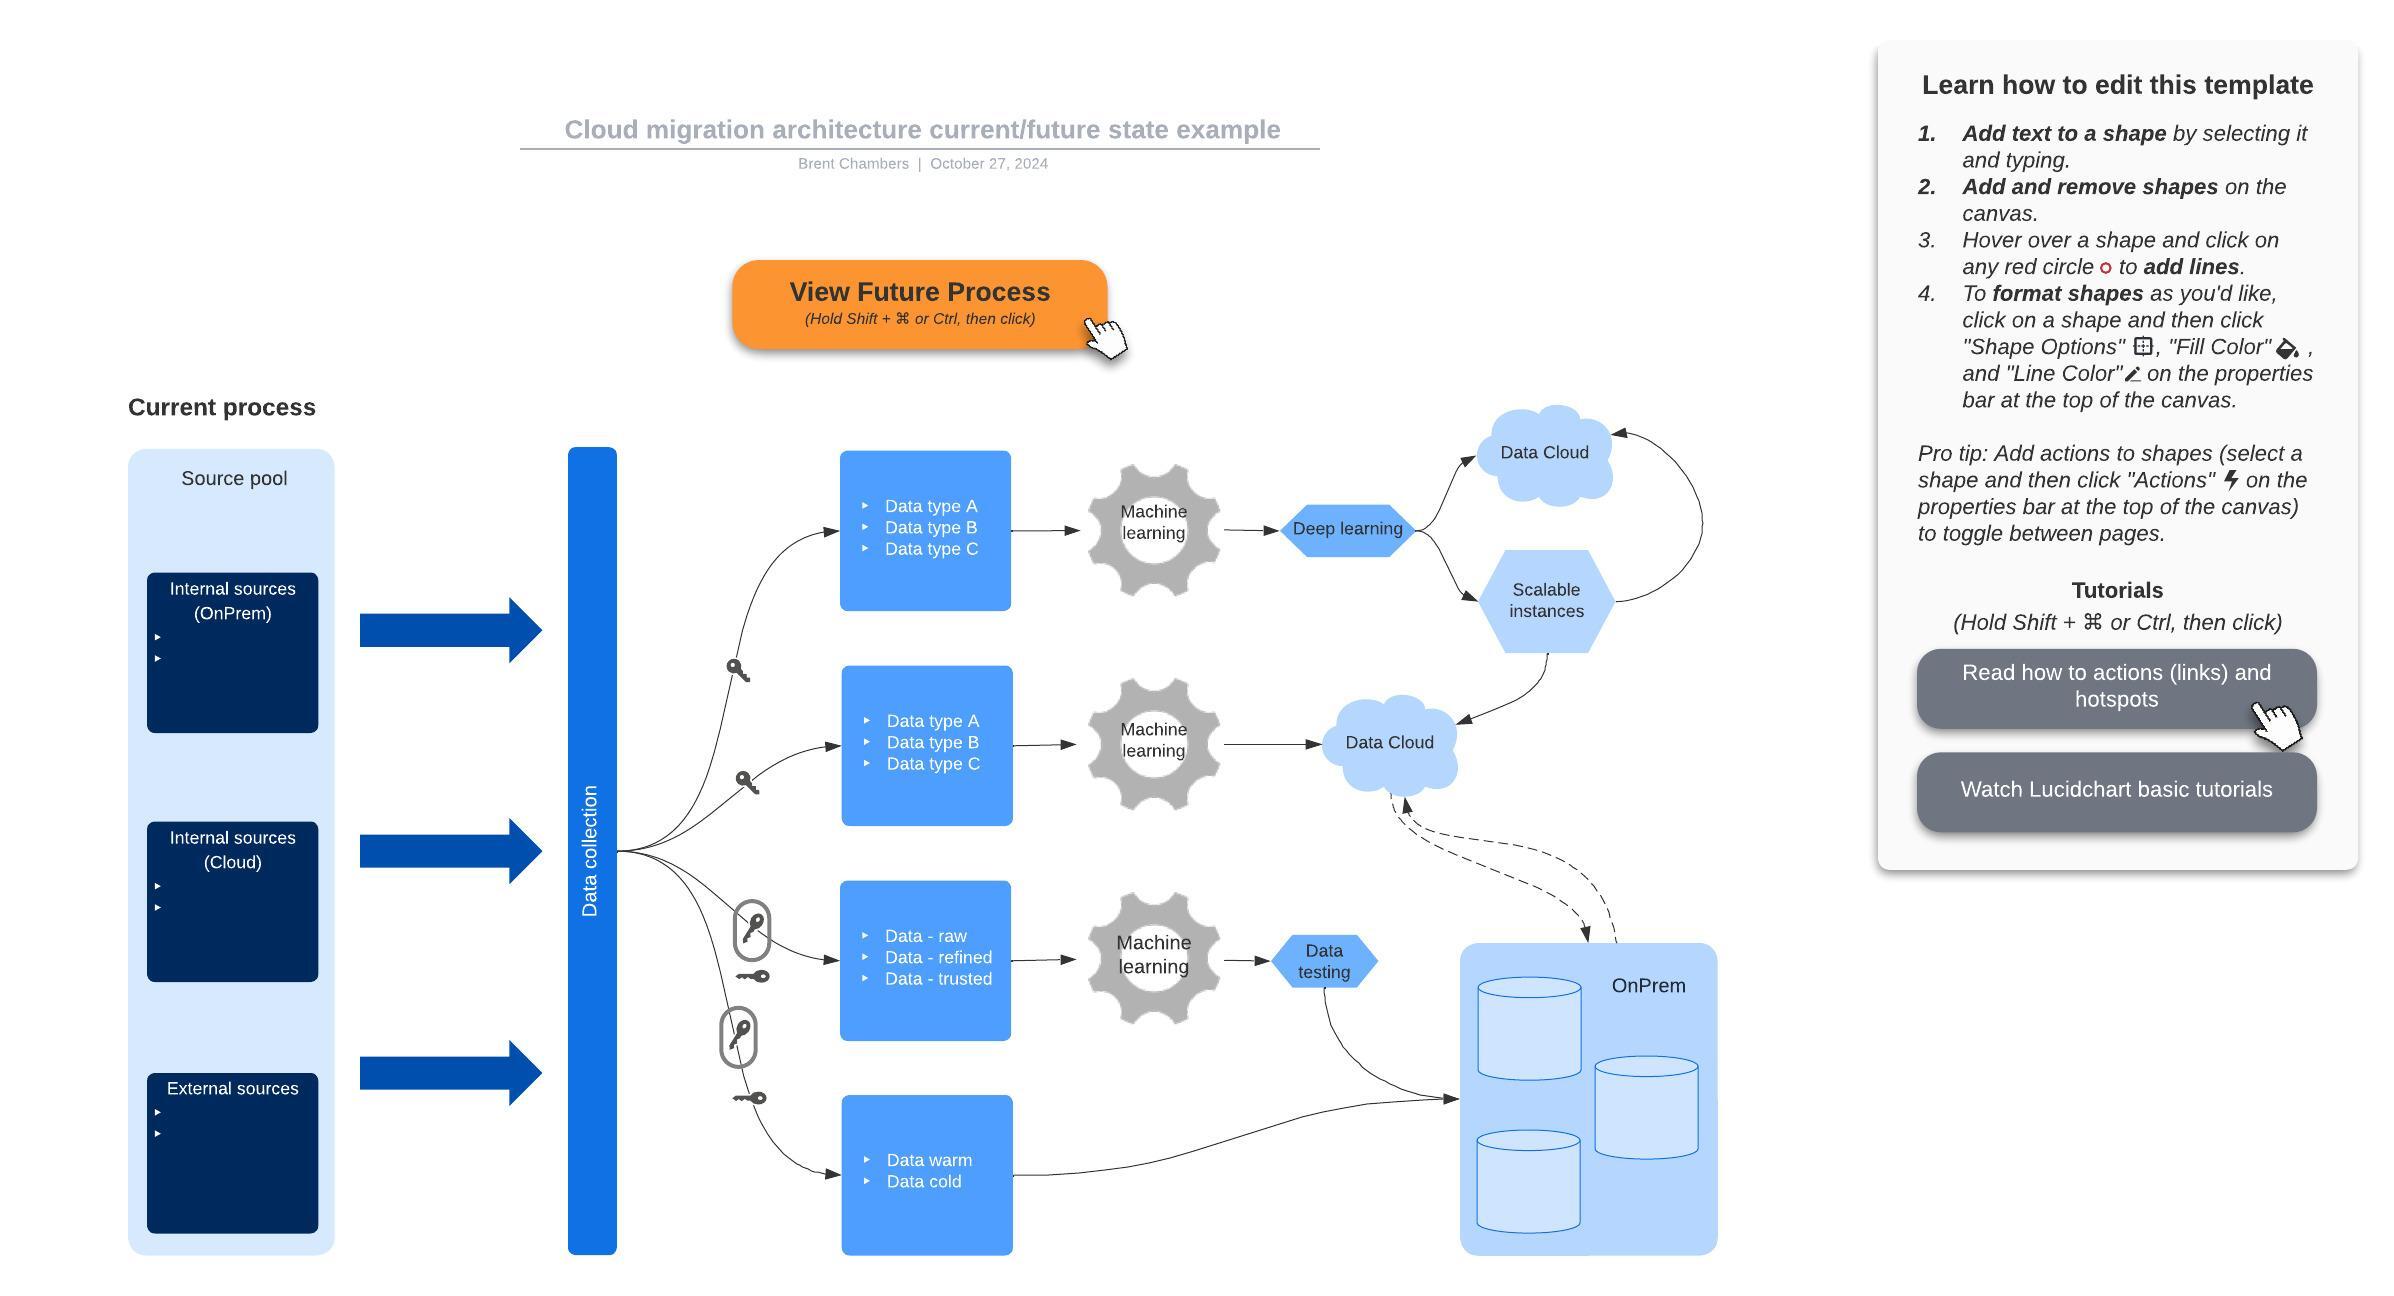 Cloud migration architecture current/future state example
Brent Chambers | October 27, 2024
View Future Process
(Hold Shift + ⌘ or Ctrl, then click)
Current process
Source pool
Internal sources
(OnPrem)
Internal sources
(Cloud)
External sources
Data collection
Data type A
Data type B
Data type C
Machine
learning
Deep learning
Data Cloud
Scalable
instances
Data type A
Data type B
Data type C
Machine
learning
Data Cloud
Data - raw
Data - refined
Data - trusted
Machine
learning
Data
testing
OnPrem
Data warm
Data cold
Learn how to edit this template
1. Add text to a shape by selecting it
and typing.
2. Add and remove shapes on the
canvas.
3. Hover over a shape and click on
any red circle to add lines.
4. To format shapes as you'd like,
click on a shape and then click
"Shape Options" , "Fill Color" ,
and "Line Color" on the properties
bar at the top of the canvas.
Pro tip: Add actions to shapes (select a
shape and then click "Actions" on the
properties bar at the top of the canvas)
to toggle between pages.
Tutorials
(Hold Shift + ⌘ or Ctrl, then click)
Read how to actions (links) and
hotspots
Watch Lucidchart basic tutorials